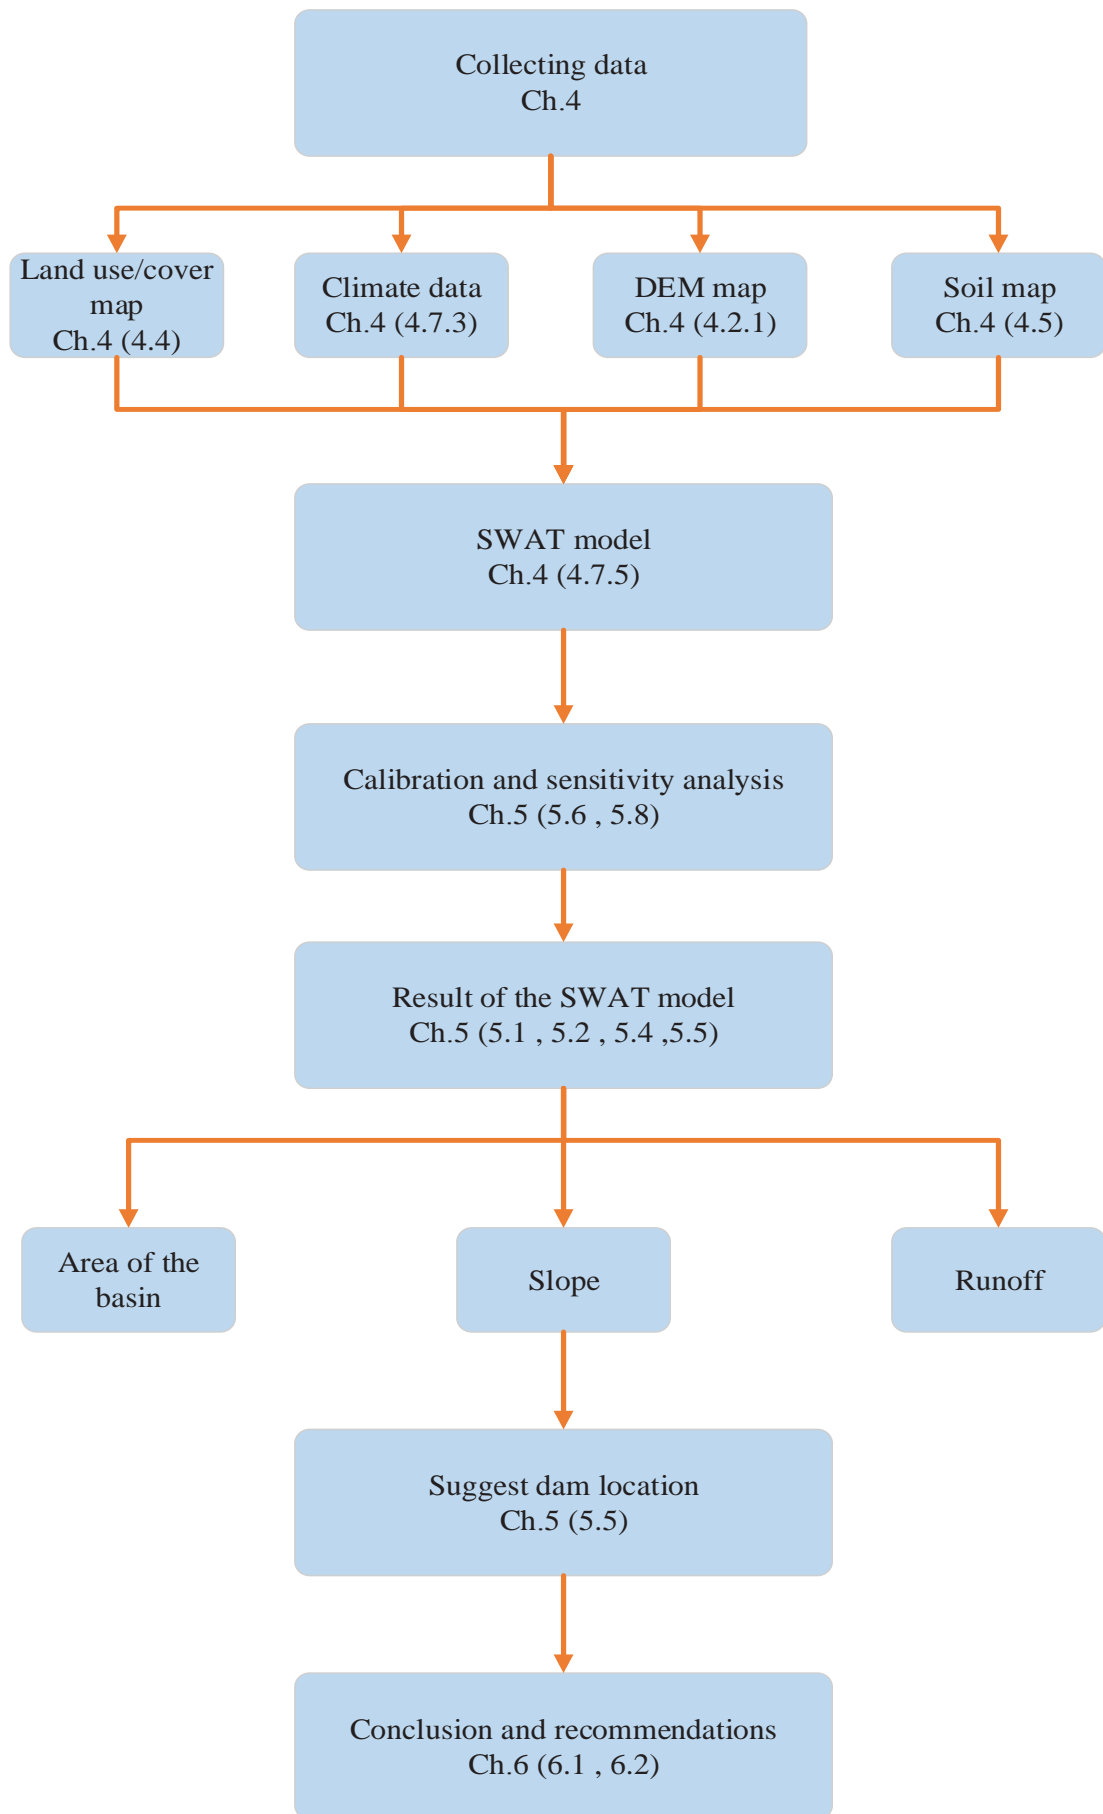 Collecting data
Ch.4
Land use/cover
map
Ch.4 (4.4)
Climate data
Ch.4 (4.7.3)
DEM map
Ch.4 (4.2.1)
Soil map
Ch.4 (4.5)
SWAT model
Ch.4 (4.7.5)
Calibration and sensitivity analysis
Ch.5 (5.6 , 5.8)
Result of the SWAT model
Ch.5 (5.1 , 5.2 , 5.4 ,5.5)
Area of the
basin
Slope
Runoff
Suggest dam location
Ch.5 (5.5)
Conclusion and recommendations
Ch.6 (6.1 , 6.2)